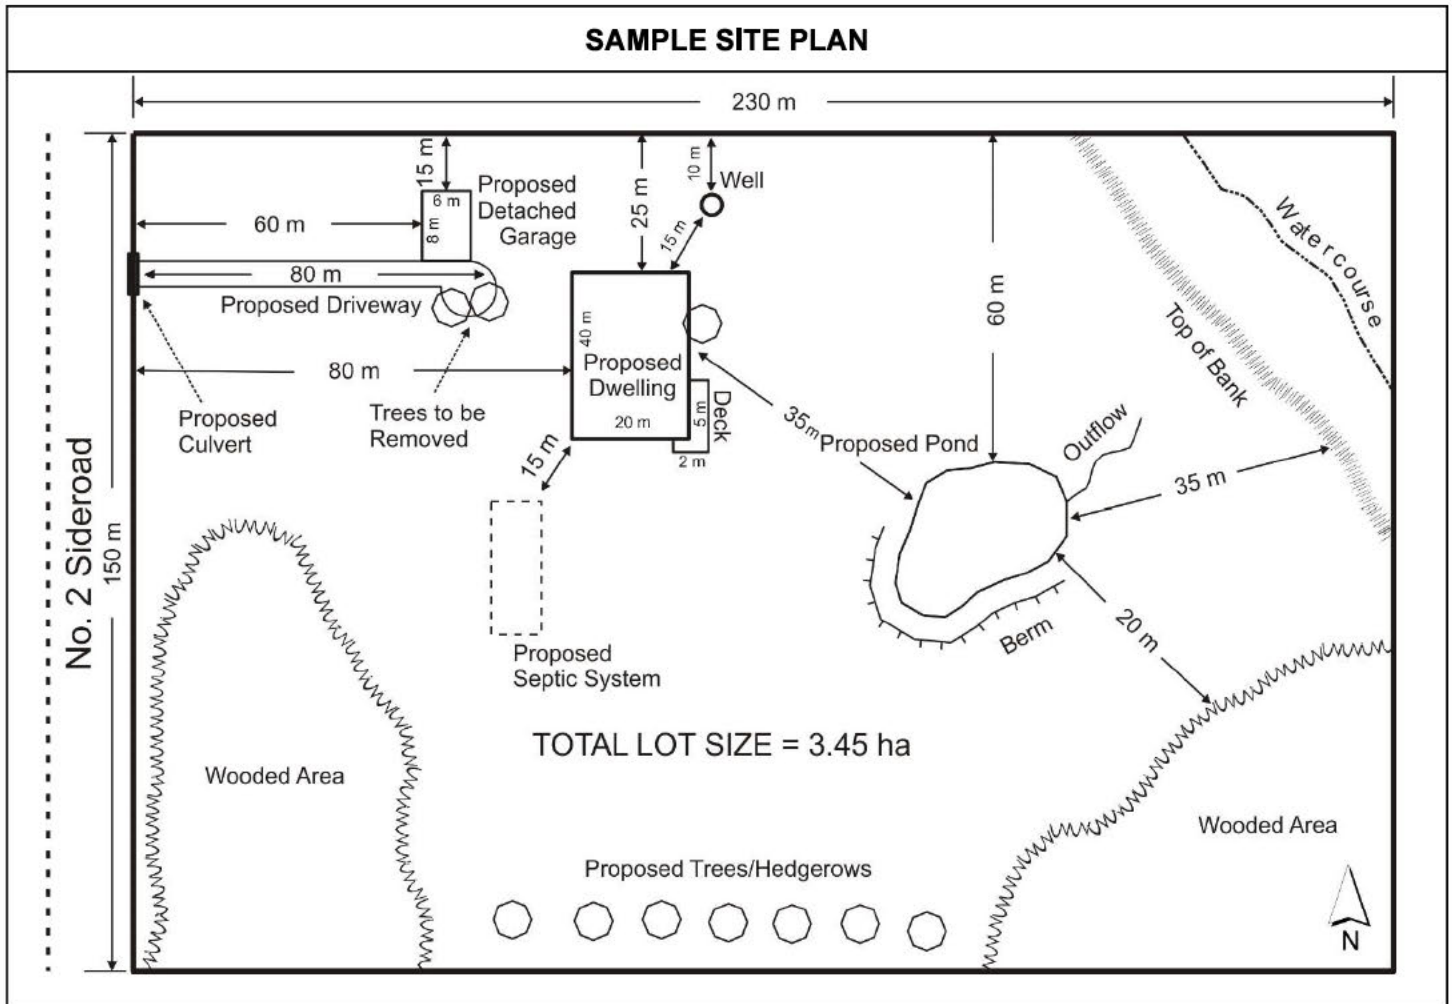 SAMPLE SITE PLAN
230 m
15 m
6 m
8 m
Proposed
Detached
Garage
25 m
10 m
Well
15 m
60 m
80 m
Proposed Driveway
60 m
Watercourse
Top of Bank
40 m
Proposed
Dwelling
20 m
80 m
Proposed
Culvert
Trees to be
Removed
Deck
5 m
2 m
35m
Proposed Pond
Outflow
35 m
15 m
No. 2 Sideroad
150 m
Berm
20 m
Proposed
Septic System
TOTAL LOT SIZE = 3.45 ha
Wooded Area
Wooded Area
Proposed Trees/Hedgerows
N